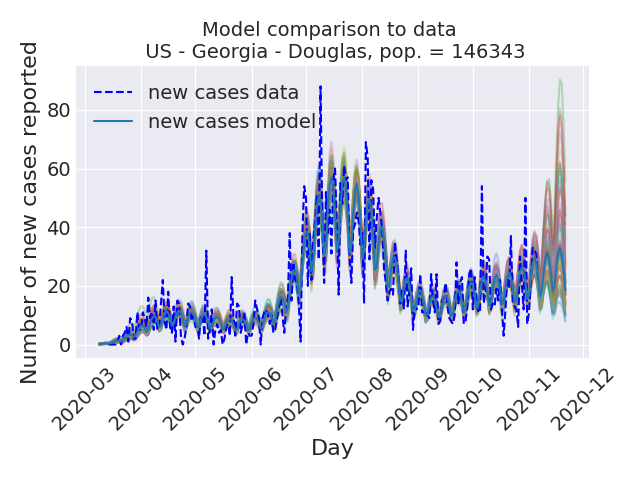 Model comparison to data
US - Georgia - Douglas, pop. = 146343
Number of new cases reported
new cases data
new cases model
80
60
40
20
0
2020-03
2020-04
2020-05
2020-06
2020-07
2020-08
2020-09
2020-10
2020-11
2020-12
Day